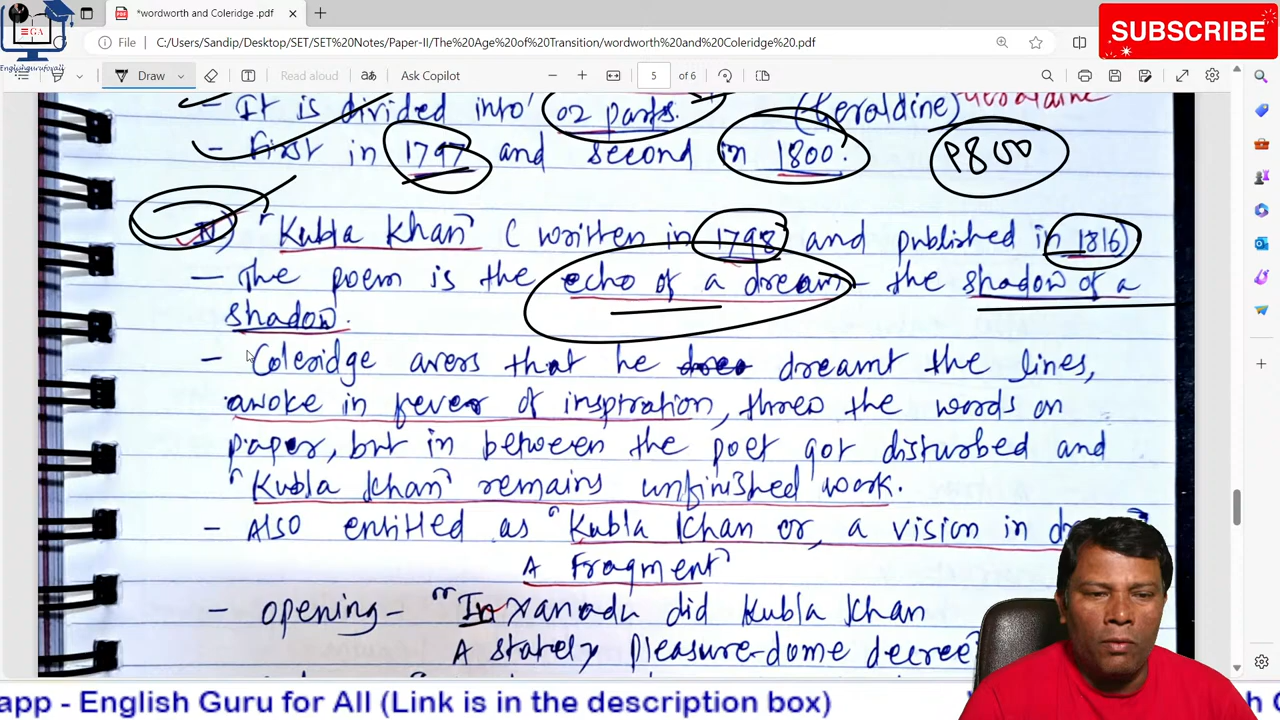 *wordworth and Coleridge .pdf
SUBSCRIBE
EGA
Englishguruforall
File C:/Users/Sandip/Desktop/SET/SET%20Notes/Paper-II/The%20Age%20of%20Transition/wordworth%20and%20Coleridge%20.pdf
Draw Read aloud Ask Copilot 5 of 6
- It is divided into 02 parts. (Geraldine) Geraldine
- First in 1797 and second in 1800. P800
IV) "Kubla Khan" (written in 1798 and published in 1816)
- The poem is the echo of a dream - the shadow of a
shadow.
- Coleridge avers that he dreamt the lines,
awoke in fever of inspiration, threw the words on
paper, but in between the poet got disturbed and
"Kubla Khan" remains unfinished work.
- Also entitled as "Kubla Khan or, a vision in
A Fragment"
- opening - "In Xanadu did Kubla Khan
A stately pleasure-dome decree"
app - English Guru for All (Link is in the description box)